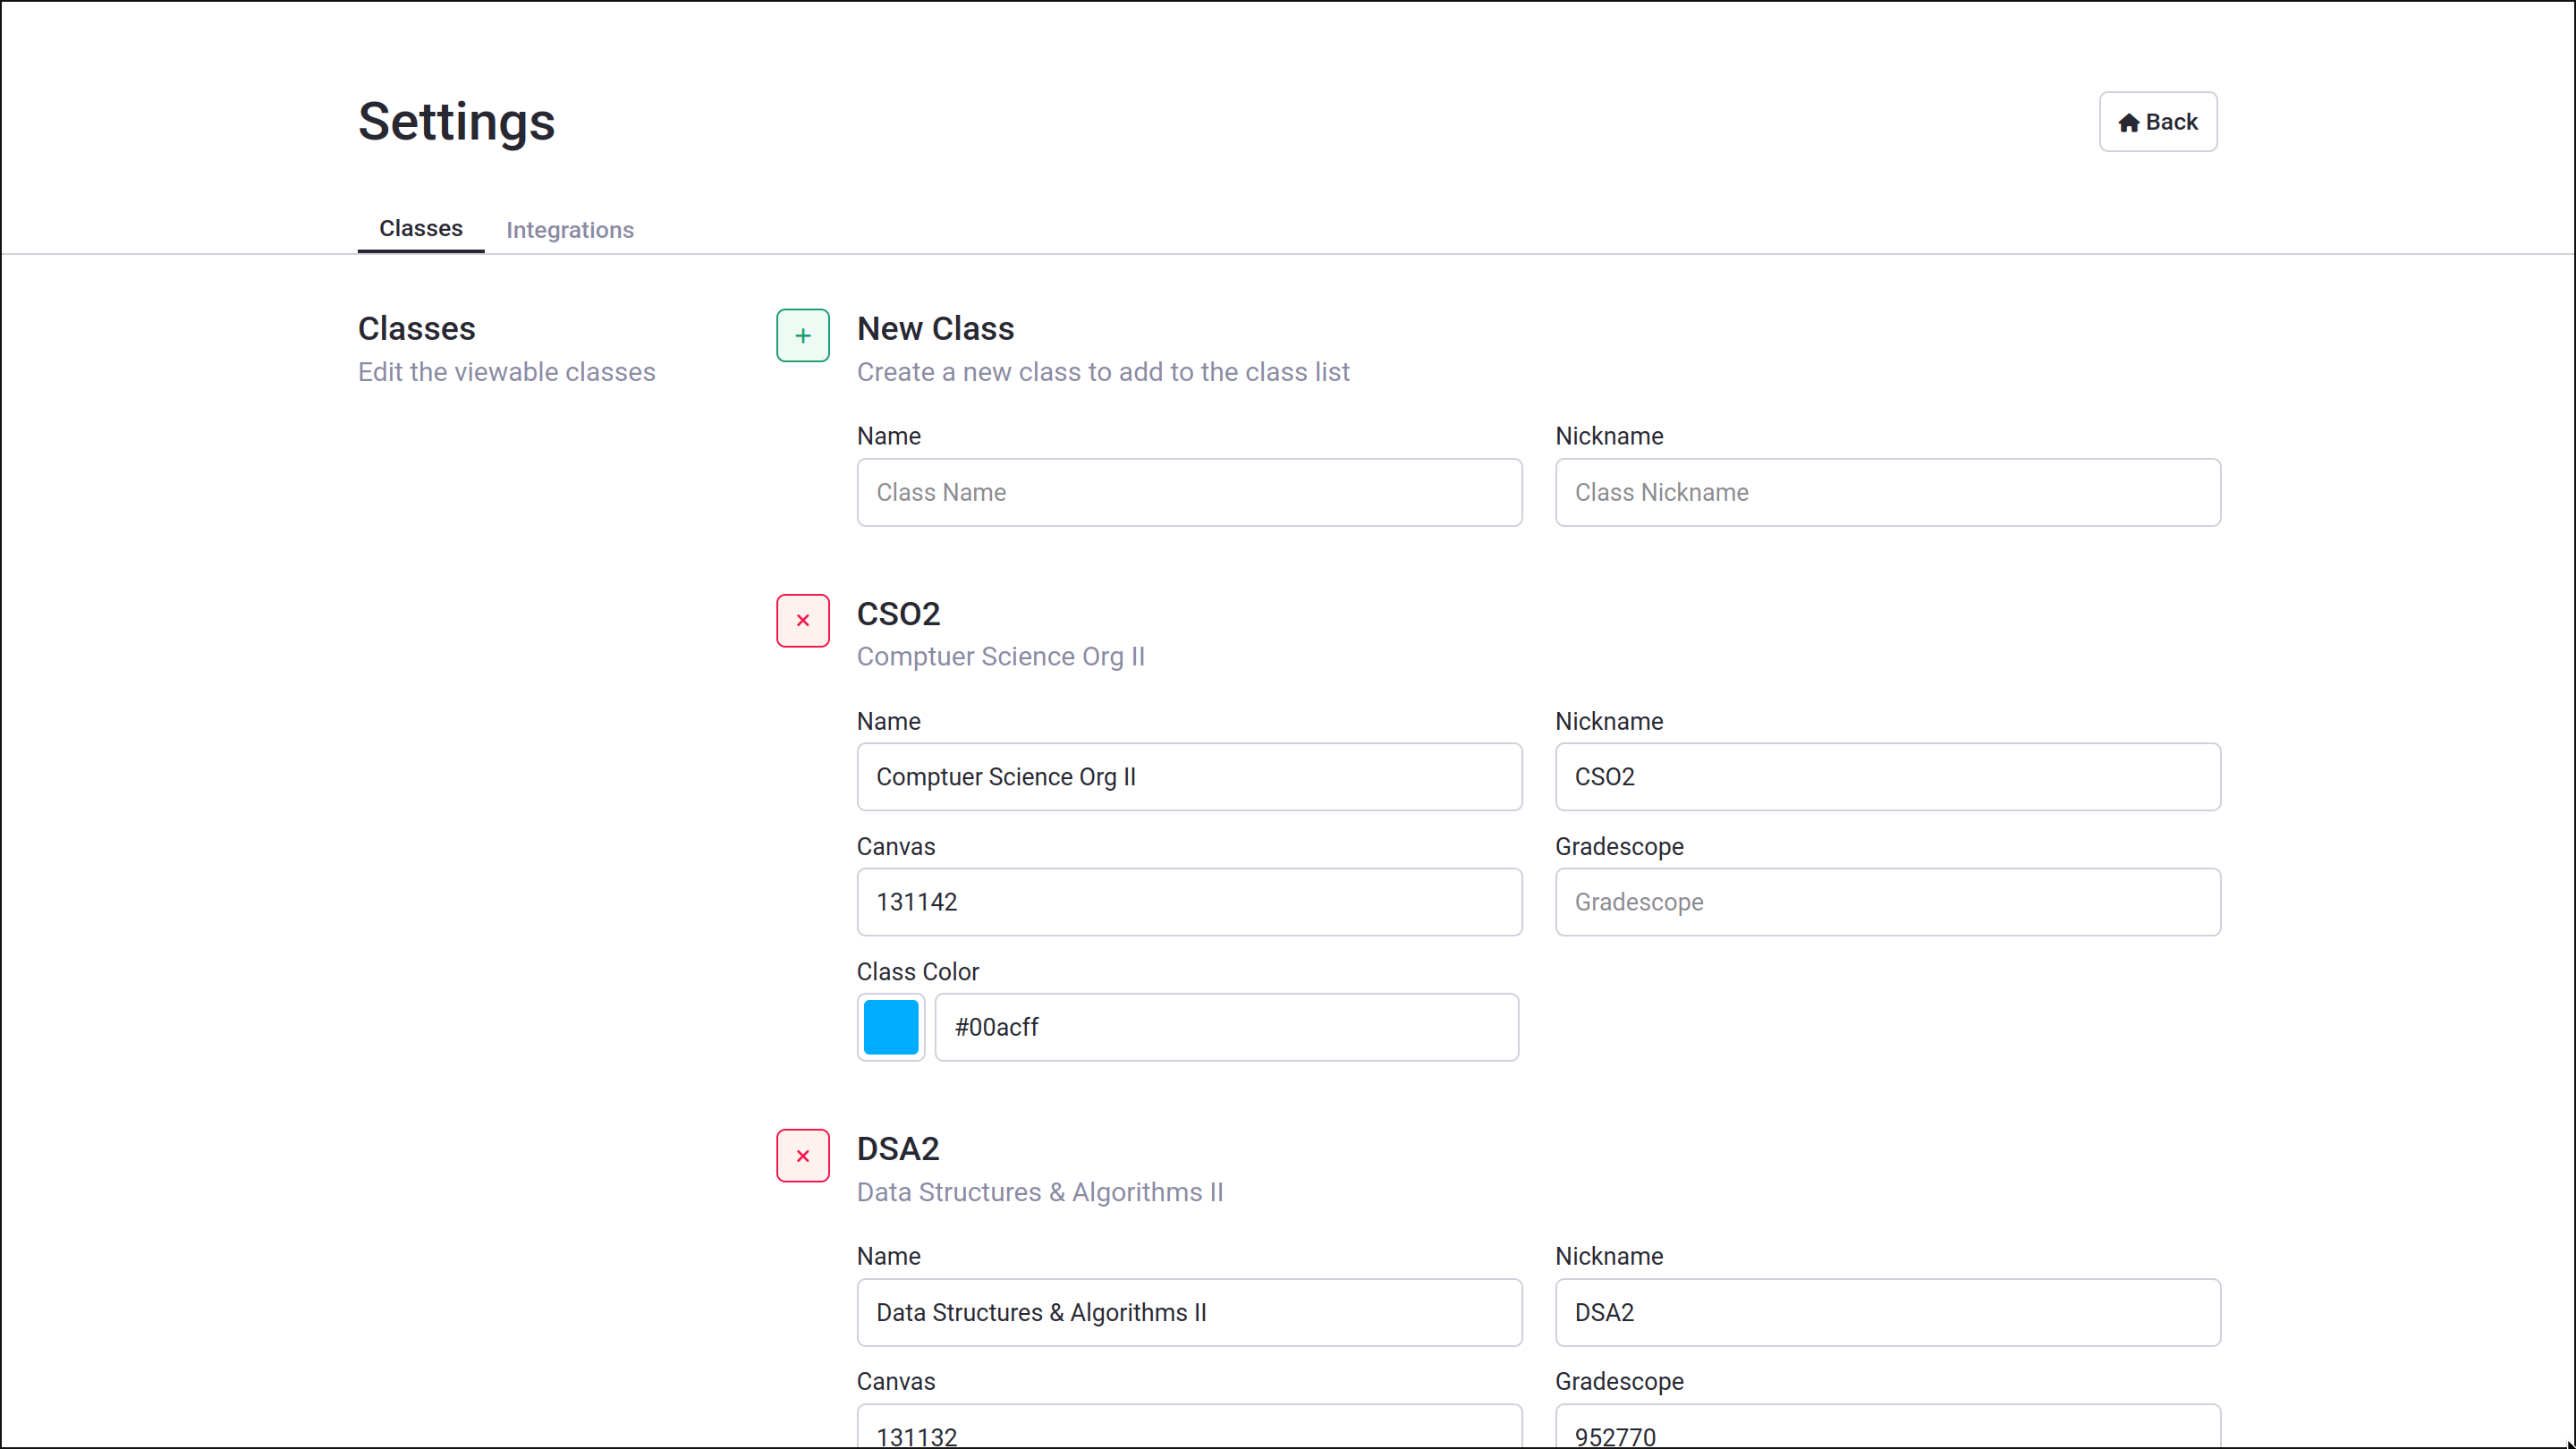 Settings
Back
Classes
Integrations
Classes
Edit the viewable classes
+
New Class
Create a new class to add to the class list
Name
Nickname
Class Name
Class Nickname
×
CSO2
Comptuer Science Org II
Name
Nickname
Comptuer Science Org II
CSO2
Canvas
Gradescope
131142
Gradescope
Class Color
#00acff
×
DSA2
Data Structures & Algorithms II
Name
Nickname
Data Structures & Algorithms II
DSA2
Canvas
Gradescope
131132
952770